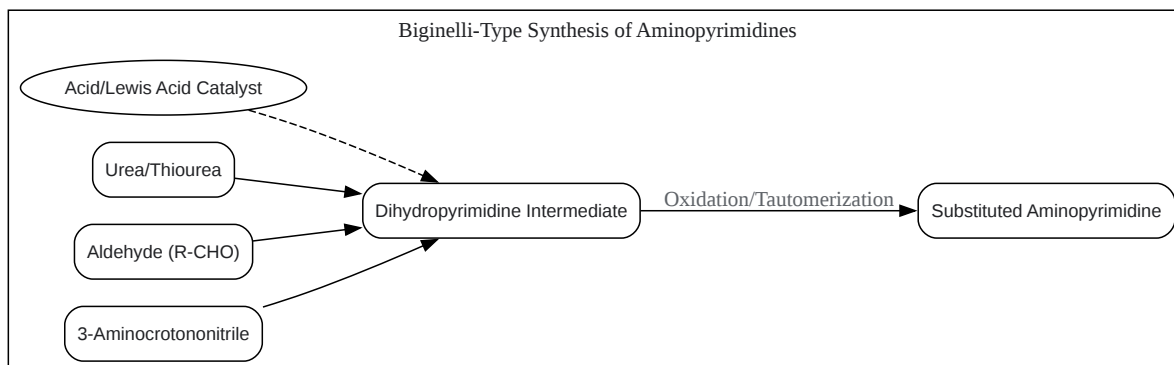 Biginelli-Type Synthesis of Aminopyrimidines
Acid/Lewis Acid Catalyst
Urea/Thiourea
Aldehyde (R-CHO)
3-Aminocrotononitrile
Dihydropyrimidine Intermediate
Oxidation/Tautomerization
Substituted Aminopyrimidine